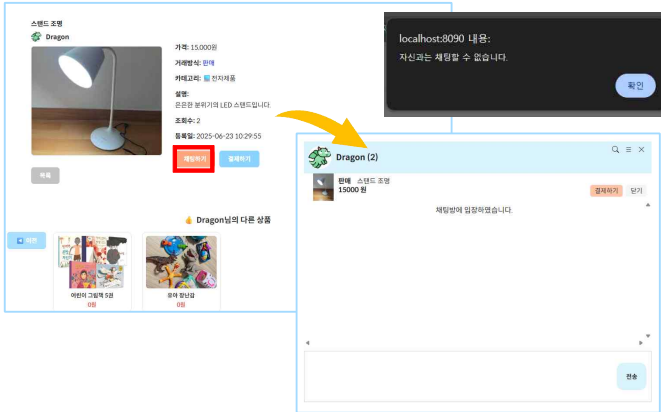 스탠드 조명
Dragon
가격: 15,000원
거래방식: 판매
카테고리: 전자제품
설명:
은은한 분위기의 LED 스탠드입니다.
조회수: 2
등록일: 2025-06-23 10:29:55
채팅하기
결제하기
목록
Dragon님의 다른 상품
이전
어린이 그림책 5권
0원
유아 장난감
0원
localhost:8090 내용:
자신과는 채팅할 수 없습니다.
확인
Dragon (2)
판매 스탠드 조명
15000 원
결제하기
닫기
채팅방에 입장하였습니다.
전송